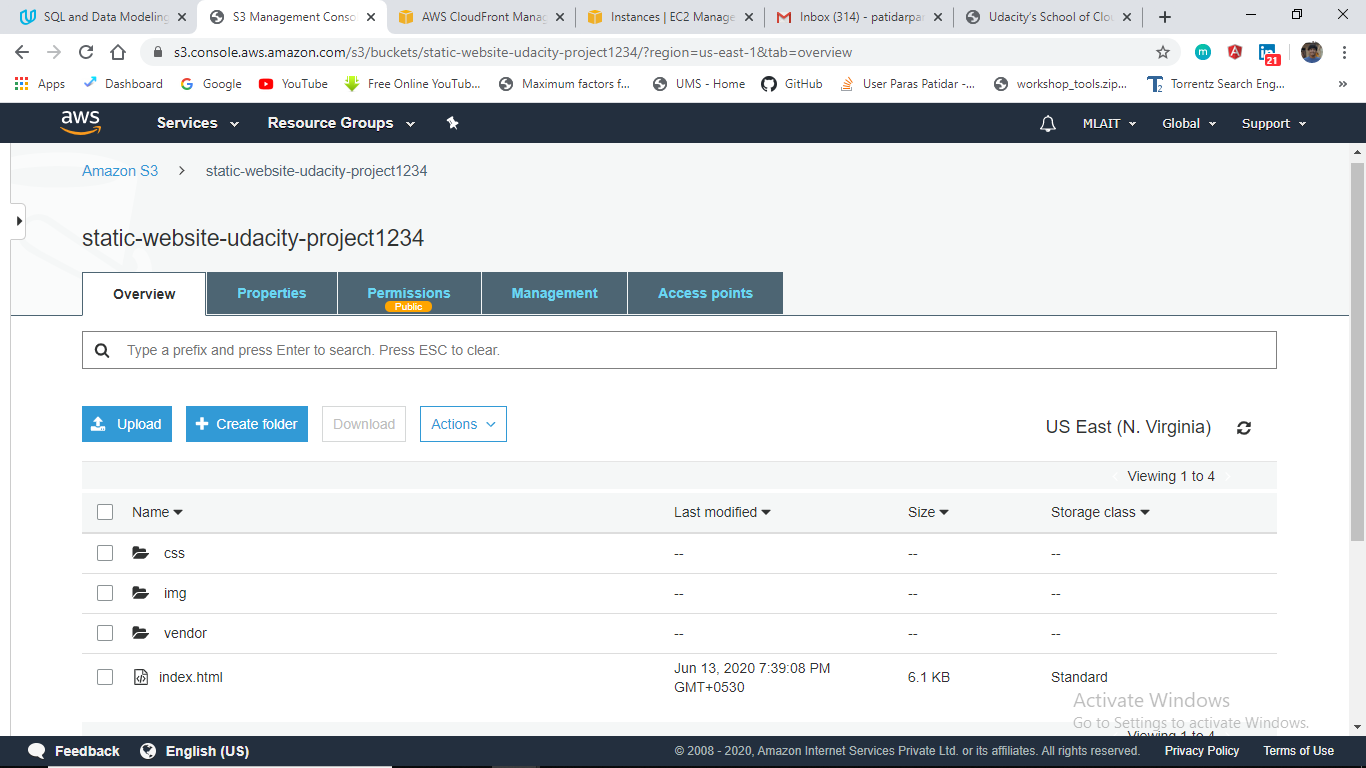 SQL and Data Modeling
S3 Management Conso
AWS CloudFront Manag
Instances | EC2 Manage
Inbox (314) - patidarpar
Udacity's School of Clou
s3.console.aws.amazon.com/s3/buckets/static-website-udacity-project1234/?region=us-east-1&tab=overview
21
Apps
Dashboard
Google
YouTube
Free Online YouTub...
Maximum factors f...
UMS - Home
GitHub
User Paras Patidar -...
workshop_tools.zip...
Torrentz Search Eng...
aws
Services
Resource Groups
MLAIT
Global
Support
Amazon S3 > static-website-udacity-project1234
static-website-udacity-project1234
Overview
Properties
Permissions
Public
Management
Access points
Type a prefix and press Enter to search. Press ESC to clear.
Upload
Create folder
Download
Actions
US East (N. Virginia)
Viewing 1 to 4
Name Last modified Size Storage class
css -- -- --
img -- -- --
vendor -- -- --
index.html Jun 13, 2020 7:39:08 PM GMT+0530 6.1 KB Standard
Activate Windows
Go to Settings to activate Windows.
Viewing 1 to 4
Feedback
English (US)
© 2008 - 2020, Amazon Internet Services Private Ltd. or its affiliates. All rights reserved.
Privacy Policy
Terms of Use